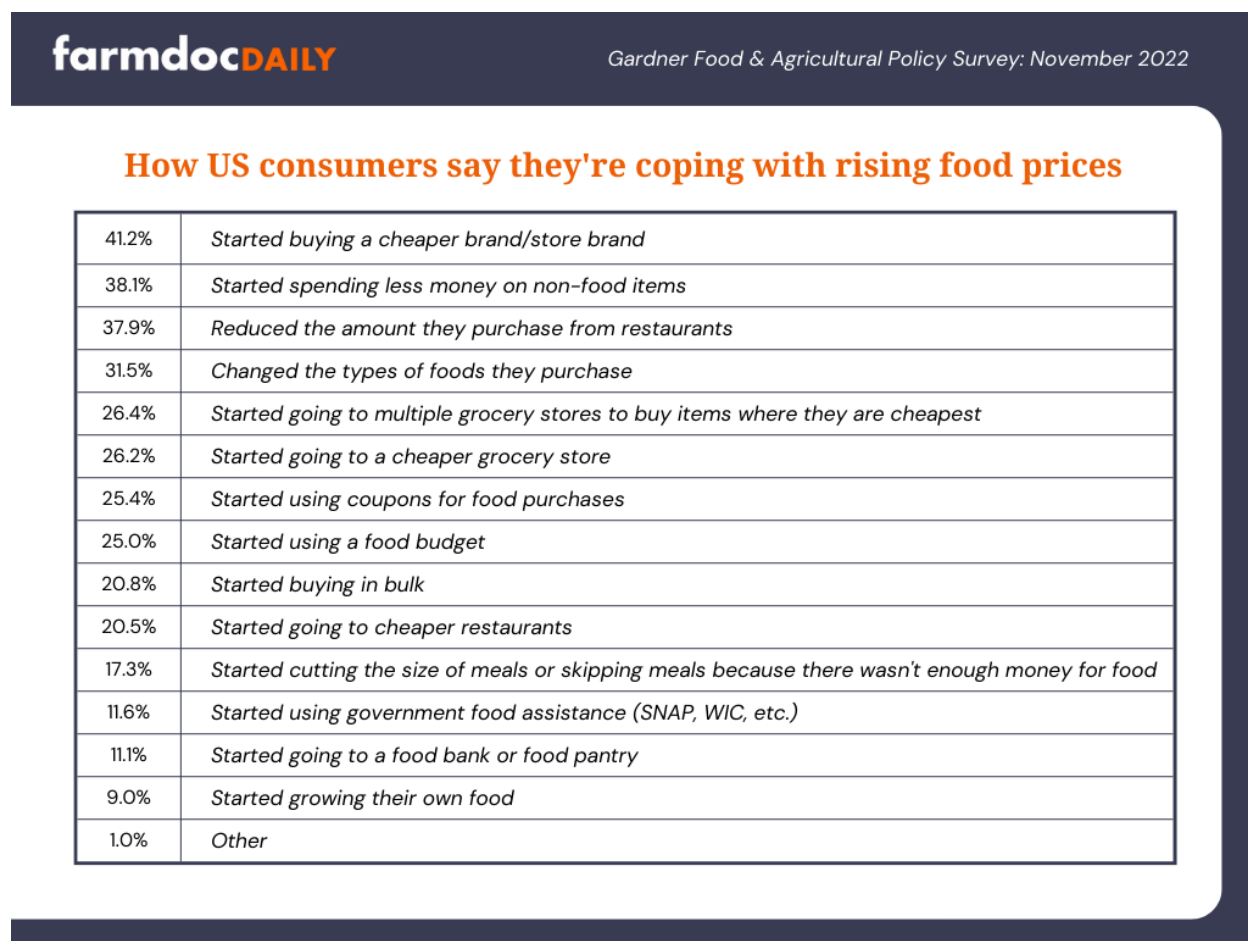 farmdocDAILY
Gardner Food & Agricultural Policy Survey: November 2022
How US consumers say they're coping with rising food prices
41.2% Started buying a cheaper brand/store brand
38.1% Started spending less money on non-food items
37.9% Reduced the amount they purchase from restaurants
31.5% Changed the types of foods they purchase
26.4% Started going to multiple grocery stores to buy items where they are cheapest
26.2% Started going to a cheaper grocery store
25.4% Started using coupons for food purchases
25.0% Started using a food budget
20.8% Started buying in bulk
20.5% Started going to cheaper restaurants
17.3% Started cutting the size of meals or skipping meals because there wasn't enough money for food
11.6% Started using government food assistance (SNAP, WIC, etc.)
11.1% Started going to a food bank or food pantry
9.0% Started growing their own food
1.0% Other